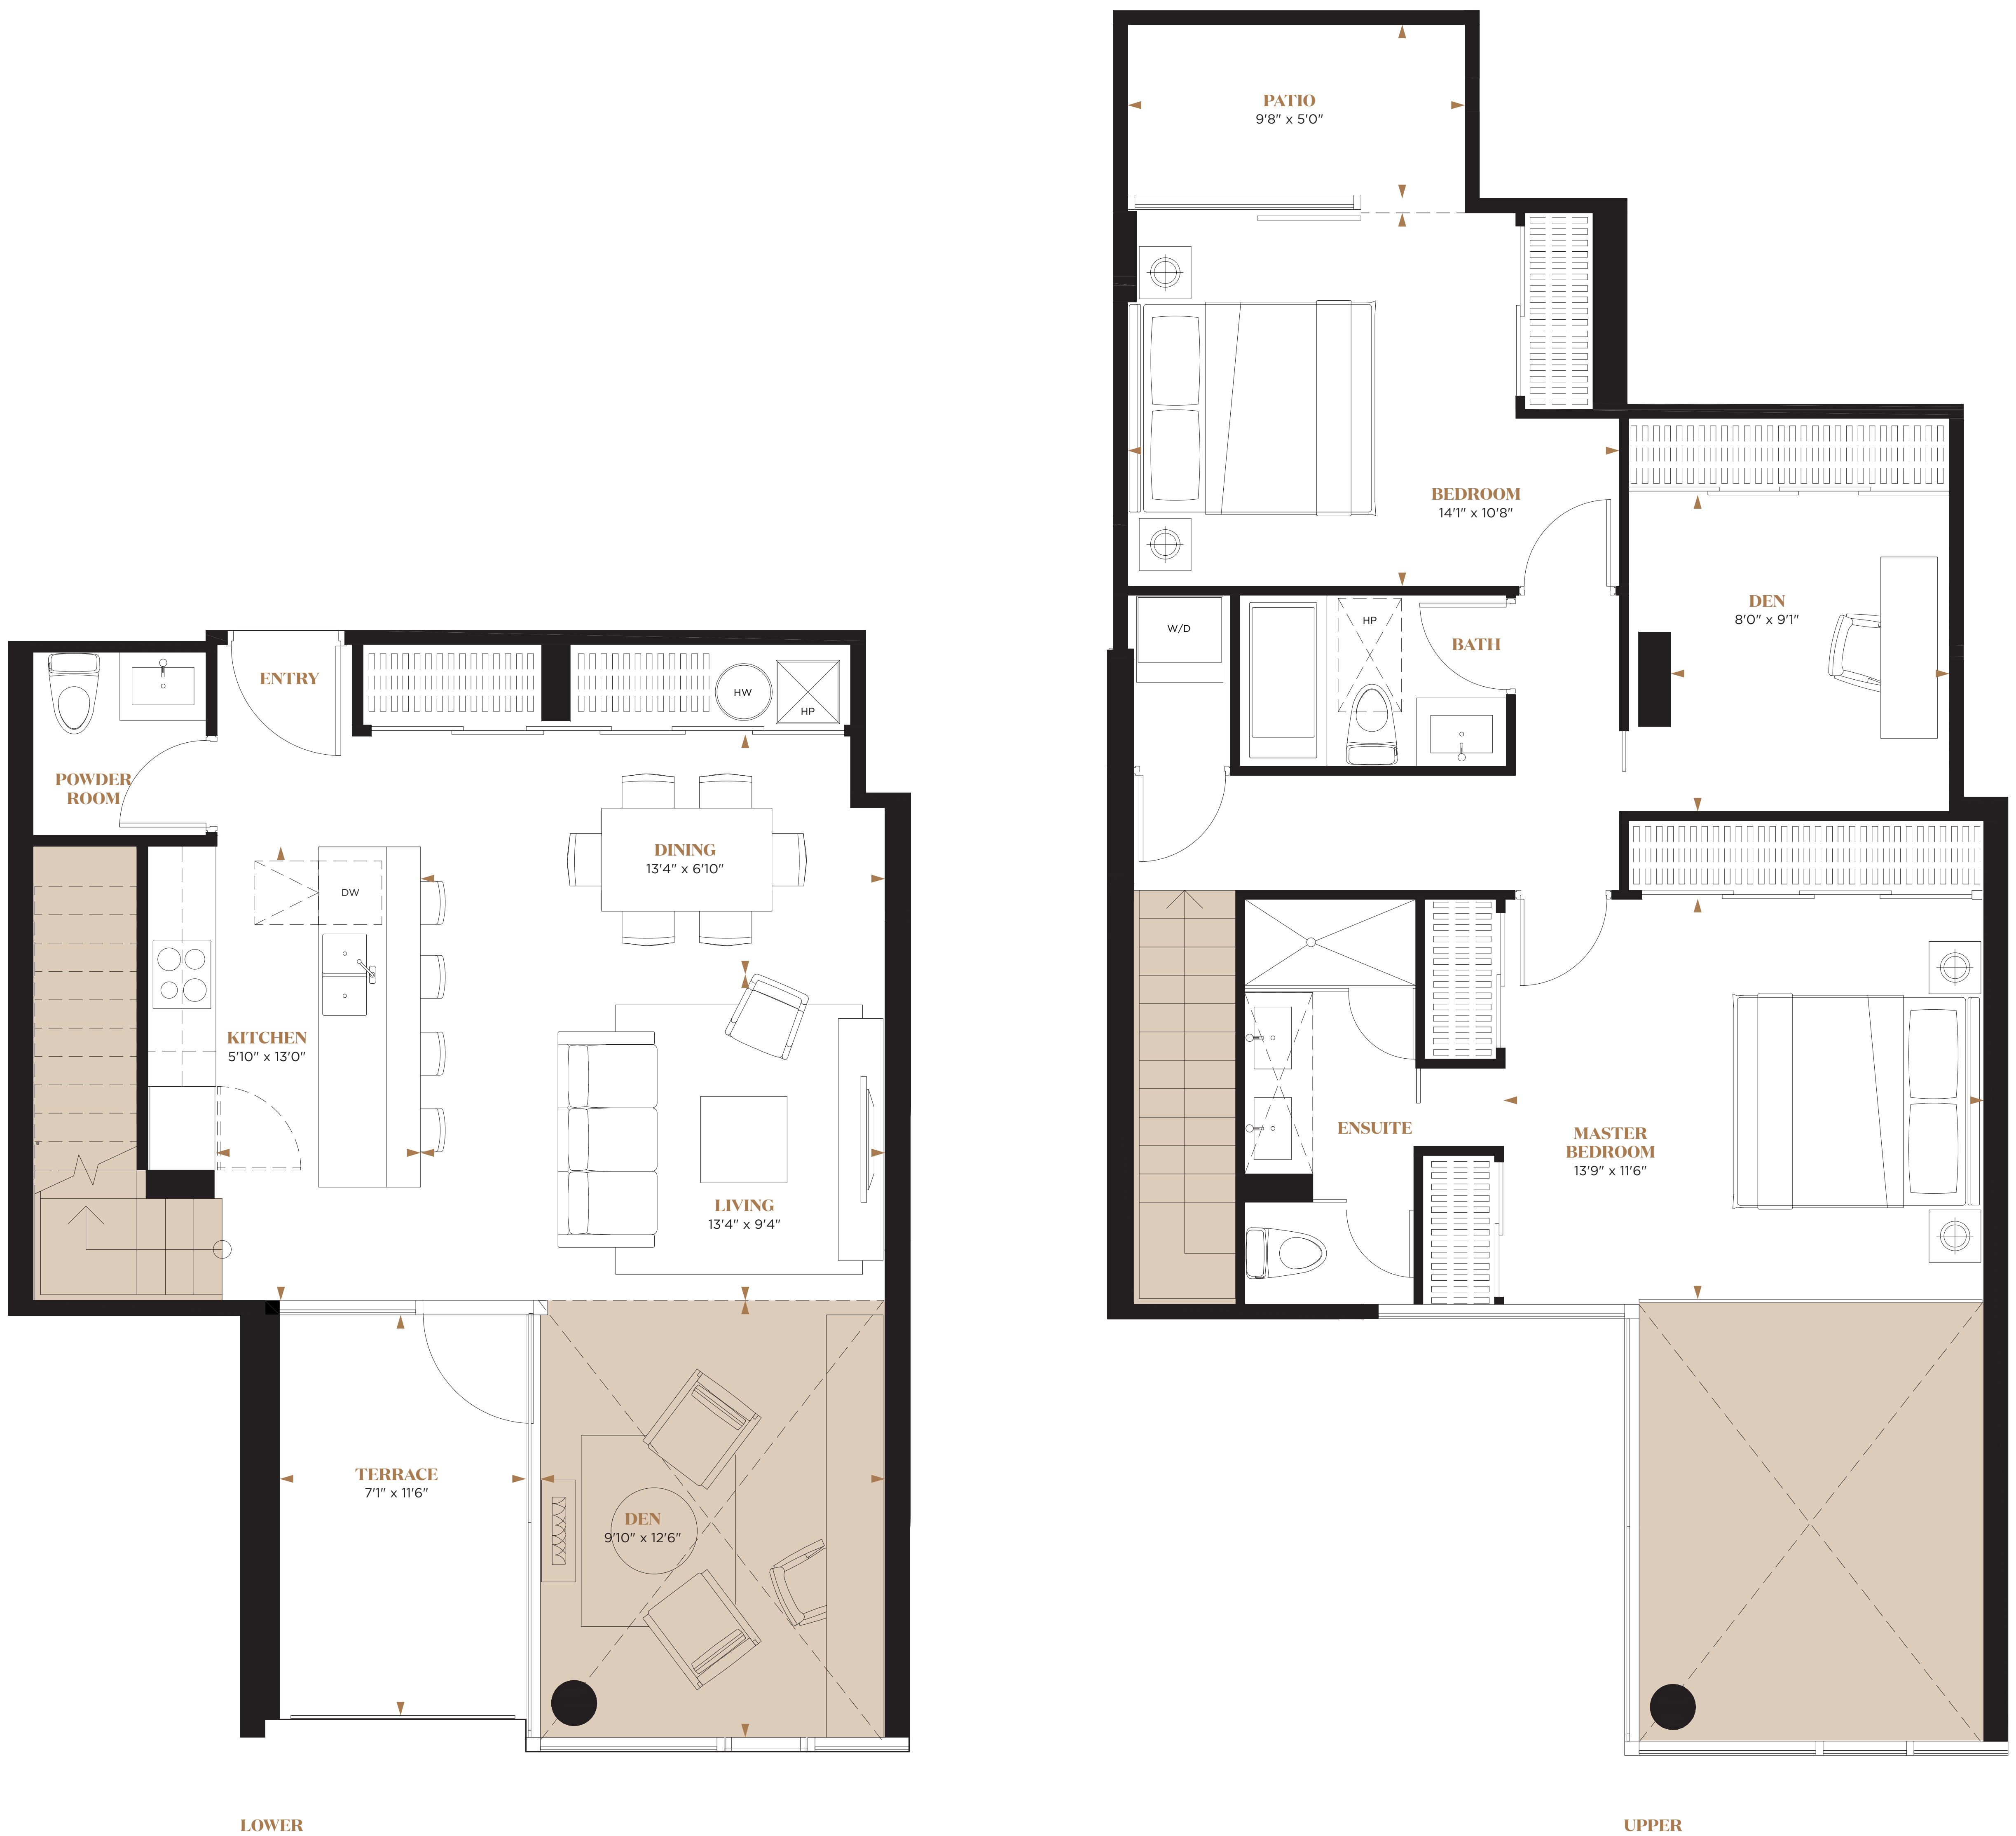 ENTRY
HW
HP
POWDER
ROOM
DINING
13'4" x 6'10"
DW
KITCHEN
5'10" x 13'0"
LIVING
13'4" x 9'4"
TERRACE
7'1" x 11'6"
DEN
9'10" x 12'6"
LOWER
PATIO
9'8" x 5'0"
BEDROOM
14'1" x 10'8"
DEN
8'0" x 9'1"
W/D
HP
BATH
ENSUITE
MASTER
BEDROOM
13'9" x 11'6"
UPPER